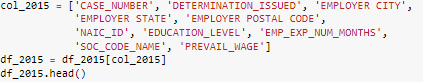 col_2015 = ['CASE_NUMBER', 'DETERMINATION_ISSUED', 'EMPLOYER CITY',
'EMPLOYER STATE', 'EMPLOYER POSTAL CODE',
'NAIC_ID', 'EDUCATION_LEVEL', 'EMP_EXP_NUM_MONTHS',
'SOC_CODE_NAME', 'PREVAIL_WAGE']
df_2015 = df_2015[col_2015]
df_2015.head()